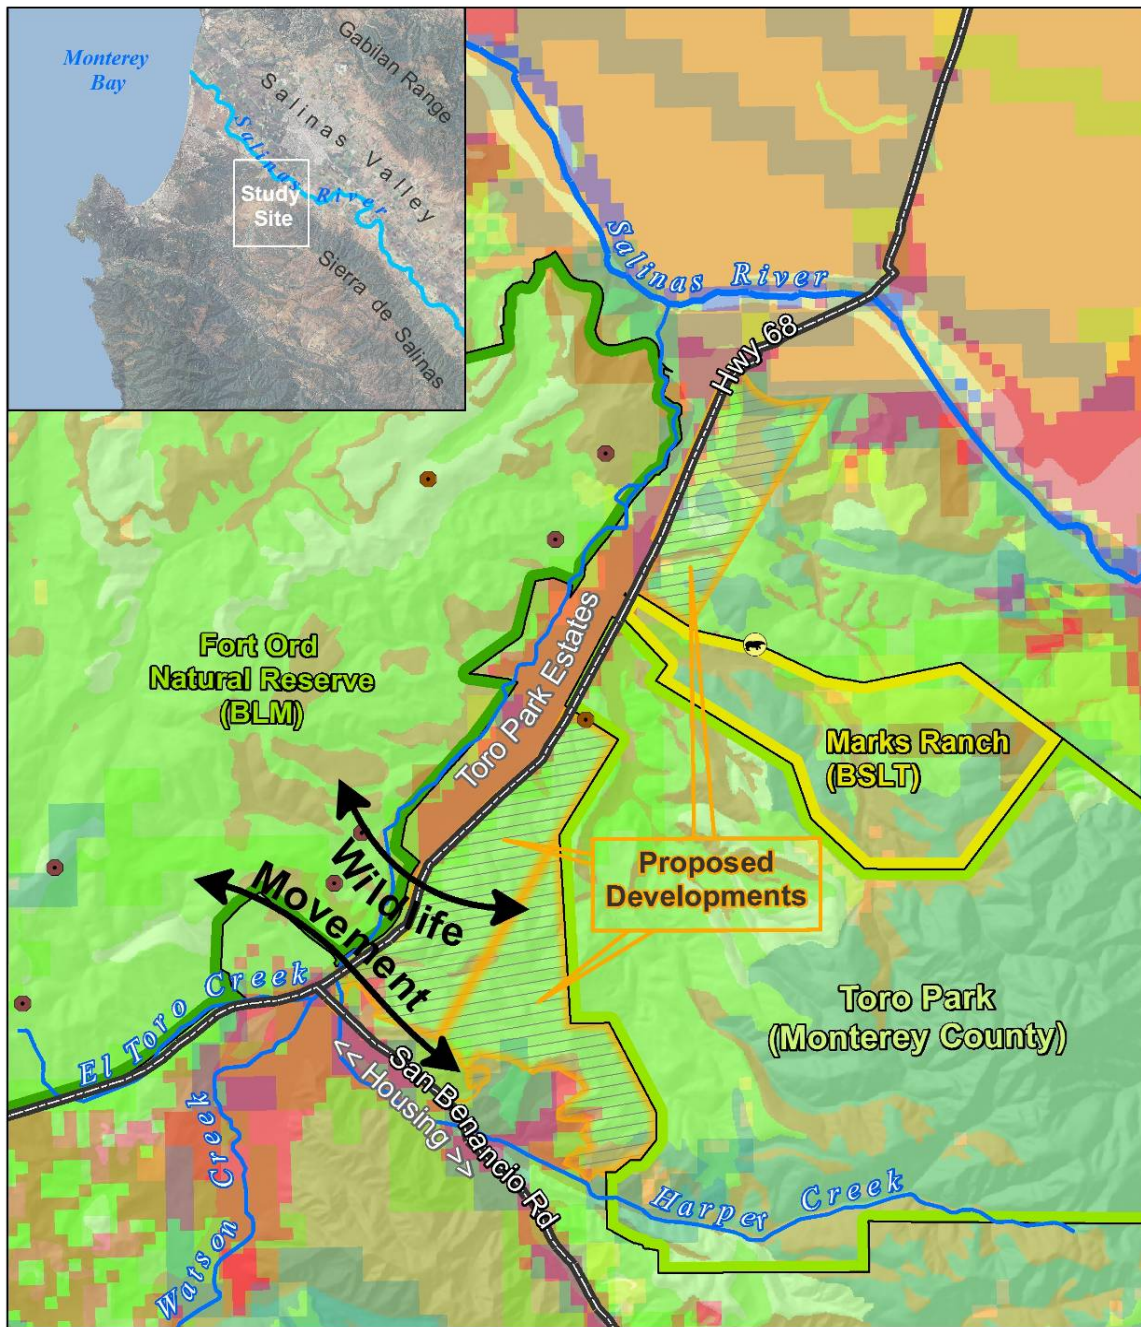 Monterey
Bay
Gabilan Range
Salinas Valley
Salinas River
Study
Site
Sierra de Salinas
Salinas River
Hwy 68
Toro Park Estates
Fort Ord
Natural Reserve
(BLM)
Marks Ranch
(BSLT)
Proposed
Developments
Wildlife
Movement
Toro Park
(Monterey County)
El Toro Creek
San Benancio Rd
<< Housing >>
Watson Creek
Harper Creek